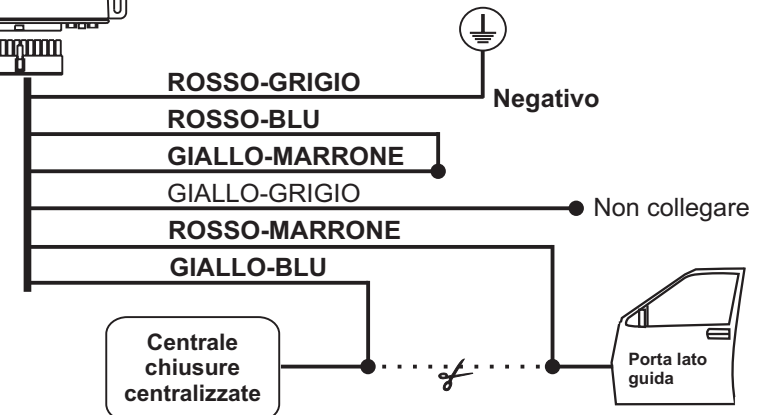 ROSSO-GRIGIO
Negativo
ROSSO-BLU
GIALLO-MARRONE
GIALLO-GRIGIO
Non collegare
ROSSO-MARRONE
GIALLO-BLU
Centrale
chiusure
centralizzate
Porta lato
guida